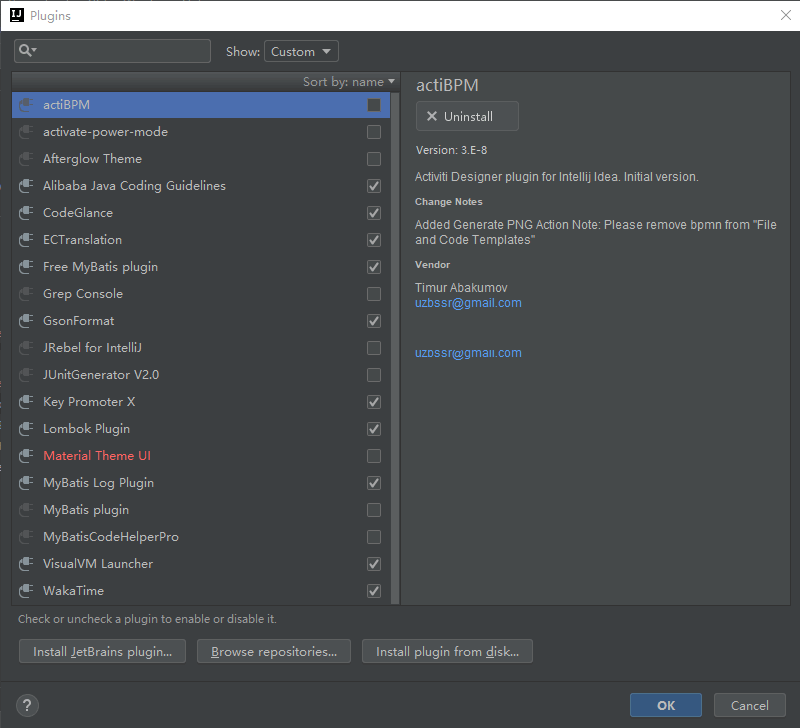 IJ Plugins
Show: Custom
Sort by: name
actiBPM
activate-power-mode
Afterglow Theme
Alibaba Java Coding Guidelines
CodeGlance
ECTranslation
Free MyBatis plugin
Grep Console
GsonFormat
JRebel for IntelliJ
JUnitGenerator V2.0
Key Promoter X
Lombok Plugin
Material Theme UI
MyBatis Log Plugin
MyBatis plugin
MyBatisCodeHelperPro
VisualVM Launcher
WakaTime
actiBPM
Uninstall
Version: 3.E-8
Activiti Designer plugin for Intellij Idea. Initial version.
Change Notes
Added Generate PNG Action Note: Please remove bpmn from "File
and Code Templates"
Vendor
Timur Abakumov
uzbssr@gmail.com
uzbssr@gmail.com
Check or uncheck a plugin to enable or disable it.
Install JetBrains plugin...
Browse repositories...
Install plugin from disk...
?
OK
Cancel